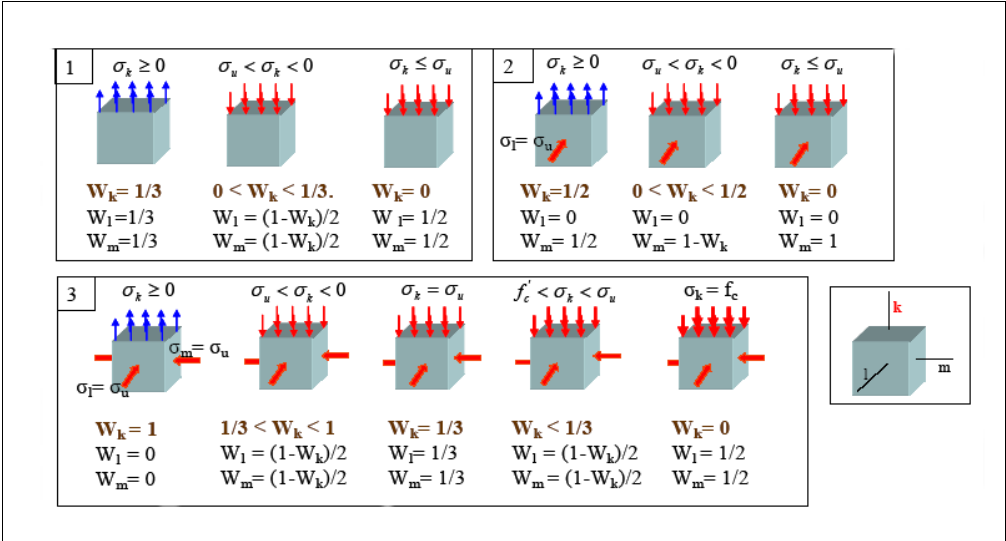 1 σk ≥ 0 σu < σk < 0 σk ≤ σu
Wk= 1/3 0 < Wk < 1/3. Wk= 0
Wl=1/3 Wl = (1-Wk)/2 W l= 1/2
Wm=1/3 Wm= (1-Wk)/2 Wm= 1/2
2 σk ≥ 0 σu < σk < 0 σk ≤ σu
σl= σu
Wk=1/2 0 < Wk < 1/2 Wk= 0
Wl= 0 Wl= 0 Wl = 0
Wm= 1/2 Wm= 1-Wk Wm= 1
3 σk ≥ 0 σu < σk < 0 σk = σu f'c < σk < σu σk = fc
σm= σu
σl= σu
Wk = 1 1/3 < Wk < 1 Wk= 1/3 Wk < 1/3 Wk= 0
Wl = 0 Wl = (1-Wk)/2 Wl= 1/3 Wl = (1-Wk)/2 Wl= 1/2
Wm= 0 Wm= (1-Wk)/2 Wm= 1/3 Wm = (1-Wk)/2 Wm= 1/2
k
l
m